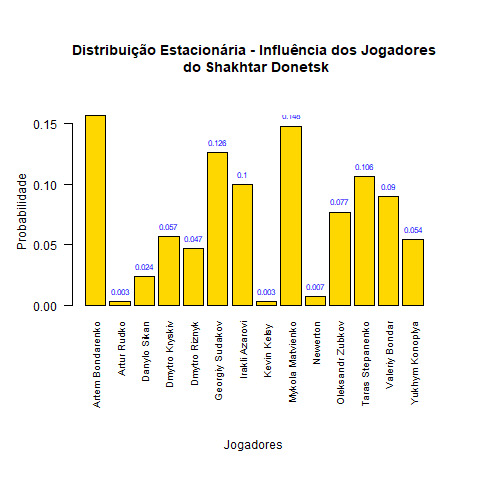 Distribuição Estacionária - Influência dos Jogadores
do Shakhtar Donetsk
Probabilidade
0.15
0.10
0.05
0.00
0.003
0.024
0.057
0.047
0.126
0.1
0.003
0.148
0.007
0.077
0.106
0.09
0.054
Artem Bondarenko
Artur Rudko
Danylo Sikan
Dmytro Kryskiv
Dmytro Riznyk
Georgiy Sudakov
Irakli Azarovi
Kevin Kelsy
Mykola Matvienko
Newerton
Oleksandr Zubkov
Taras Stepanenko
Valeriy Bondar
Yukhym Konoplya
Jogadores